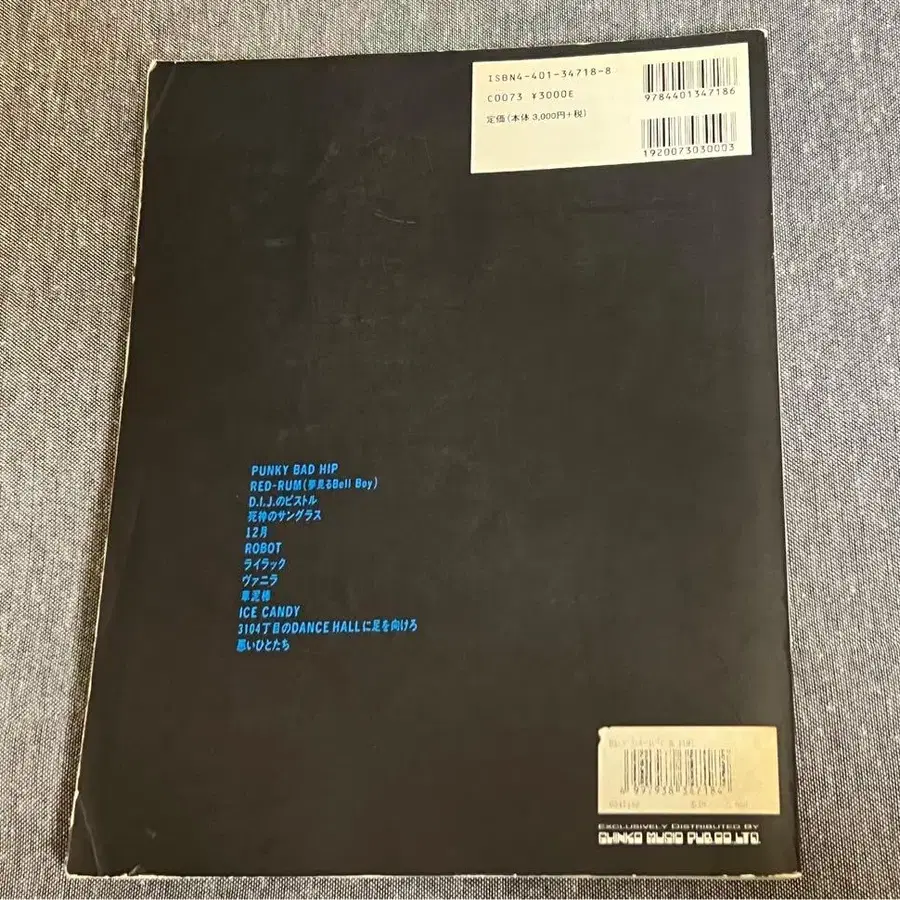 ISBN4-401-34718-8
C0073 ¥3000E
定価(本体 3,000円+税)
9784401347186
1920073030003
PUNKY BAD HIP
RED-RUM(夢見るBell Boy)
D.I.J.のピストル
死神のサングラス
12月
ROBOT
ライラック
ヴァニラ
車泥棒
ICE CANDY
3104丁目のDANCE HALLに足を向けろ
悪いひとたち
4 997938 347184
EXCLUSIVELY DISTRIBUTED BY
SHINKO MUSIC PUB.CO.,LTD.